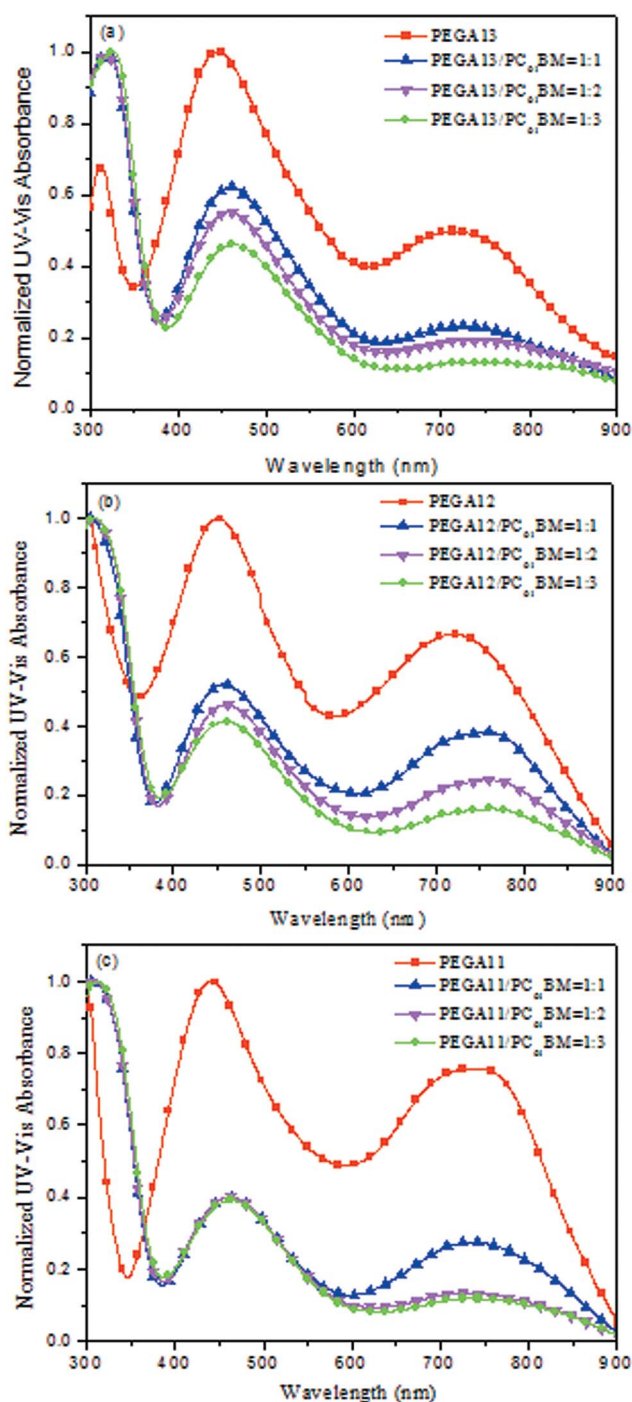 (a)
PEGA13
PEGA13/PC₆₁BM=1:1
PEGA13/PC₆₁BM=1:2
PEGA13/PC₆₁BM=1:3
1.0
0.8
0.6
0.4
0.2
0.0
Normalized UV-Vis Absorbance
300 400 500 600 700 800 900
Wavelength (nm)
(b)
PEGA12
PEGA12/PC₆₁BM=1:1
PEGA12/PC₆₁BM=1:2
PEGA12/PC₆₁BM=1:3
1.0
0.8
0.6
0.4
0.2
0.0
Normalized UV-Vis Absorbance
300 400 500 600 700 800 900
Wavelength (nm)
(c)
PEGA11
PEGA11/PC₆₁BM=1:1
PEGA11/PC₆₁BM=1:2
PEGA11/PC₆₁BM=1:3
1.0
0.8
0.6
0.4
0.2
0.0
Normalized UV-Vis Absorbance
300 400 500 600 700 800 900
Wavelength (nm)